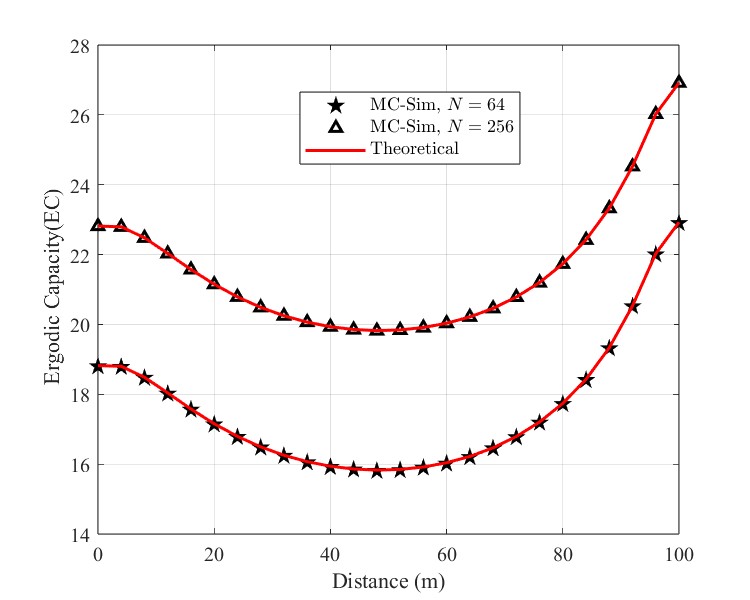 28
26
24
22
20
18
16
14
Ergodic Capacity(EC)
MC-Sim, N = 64
MC-Sim, N = 256
Theoretical
0 20 40 60 80 100
Distance (m)